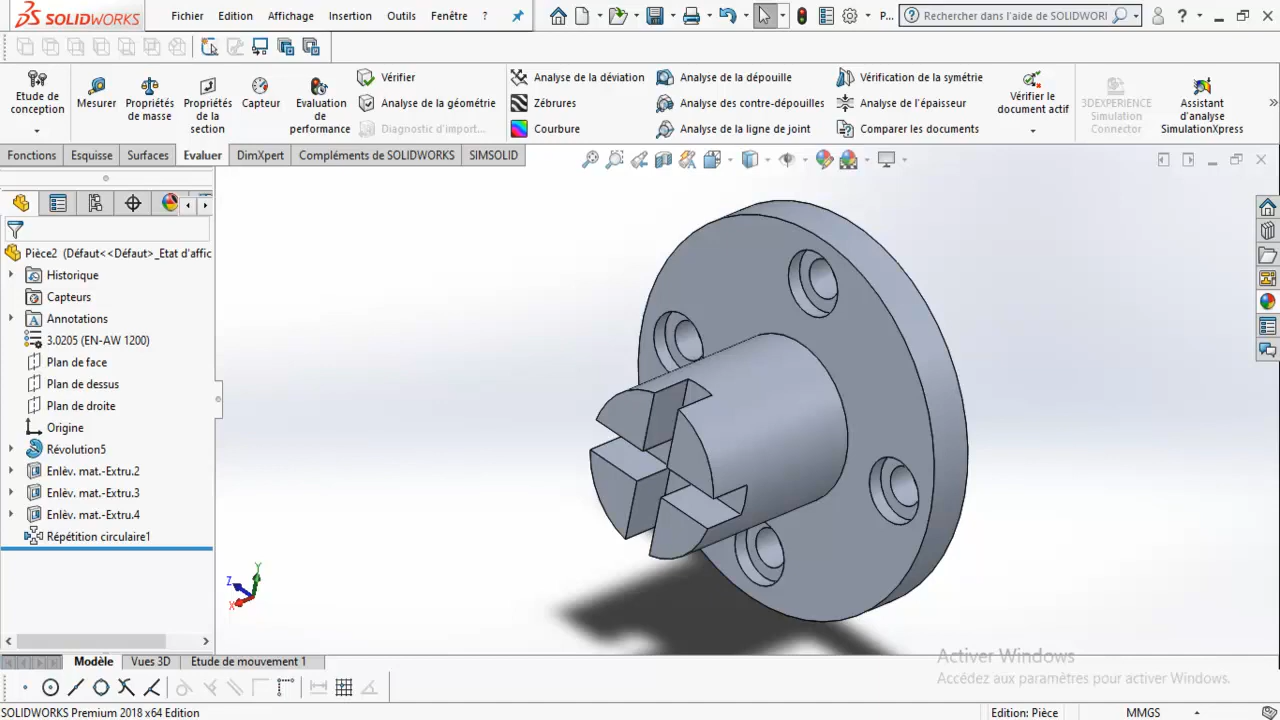 SOLIDWORKS
Fichier Edition Affichage Insertion Outils Fenêtre ?
P...
Rechercher dans l'aide de SOLIDWORI
?
Etude de conception
Mesurer
Propriétés de masse
Propriétés de la section
Capteur
Evaluation de performance
Vérifier
Analyse de la géométrie
Diagnostic d'import...
Analyse de la déviation
Zébrures
Courbure
Analyse de la dépouille
Analyse des contre-dépouilles
Analyse de la ligne de joint
Vérification de la symétrie
Analyse de l'épaisseur
Comparer les documents
Vérifier le document actif
3DEXPERIENCE Simulation Connector
Assistant d'analyse SimulationXpress
Fonctions Esquisse Surfaces Evaluer DimXpert Compléments de SOLIDWORKS SIMSOLID
Pièce2 (Défaut<<Défaut>_Etat d'affic
Historique
Capteurs
Annotations
3.0205 (EN-AW 1200)
Plan de face
Plan de dessus
Plan de droite
Origine
Révolution5
Enlèv. mat.-Extru.2
Enlèv. mat.-Extru.3
Enlèv. mat.-Extru.4
Répétition circulaire1
Y
Z
X
Activer Windows
Accédez aux paramètres pour activer Windows.
Modèle Vues 3D Etude de mouvement 1
SOLIDWORKS Premium 2018 x64 Edition
Edition: Pièce
MMGS